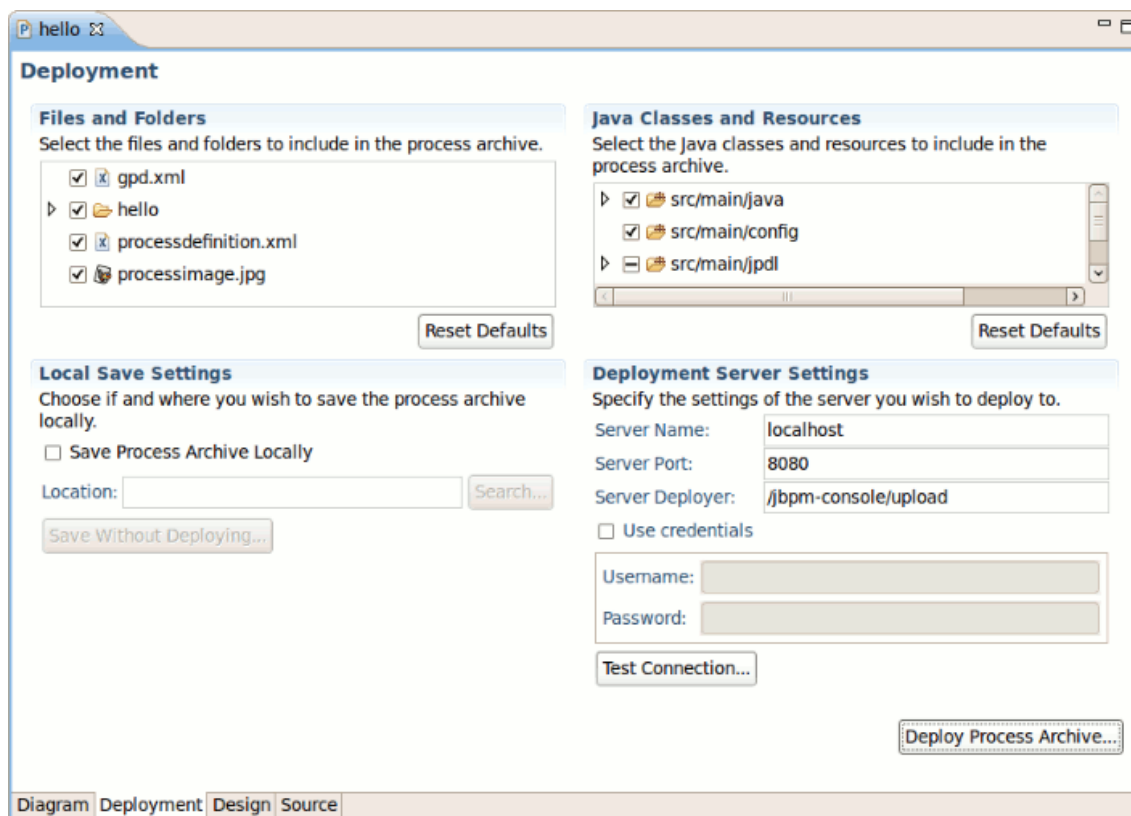 hello
Deployment
Files and Folders
Select the files and folders to include in the process archive.
gpd.xml
hello
processdefinition.xml
processimage.jpg
Reset Defaults
Java Classes and Resources
Select the Java classes and resources to include in the
process archive.
src/main/java
src/main/config
src/main/jpdl
Reset Defaults
Local Save Settings
Choose if and where you wish to save the process archive
locally.
Save Process Archive Locally
Location:
Search...
Save Without Deploying...
Deployment Server Settings
Specify the settings of the server you wish to deploy to.
Server Name: localhost
Server Port: 8080
Server Deployer: /jbpm-console/upload
Use credentials
Username:
Password:
Test Connection...
Deploy Process Archive...
Diagram Deployment Design Source